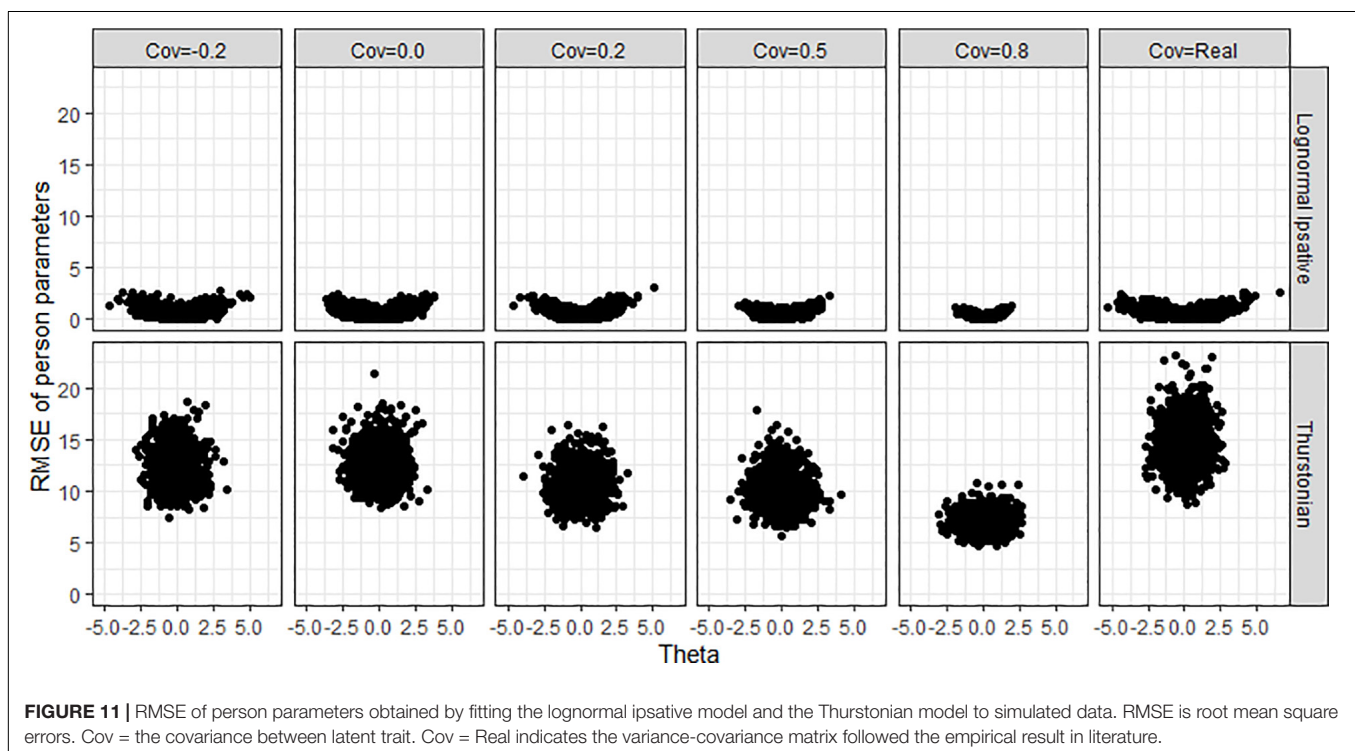 Cov=-0.2 Cov=0.0 Cov=0.2 Cov=0.5 Cov=0.8 Cov=Real
RMSE of person parameters
20
15
10
5
0
Lognormal Ipsative
20
15
10
5
0
Thurstonian
-5.0 -2.5 0.0 2.5 5.0 -5.0 -2.5 0.0 2.5 5.0 -5.0 -2.5 0.0 2.5 5.0 -5.0 -2.5 0.0 2.5 5.0 -5.0 -2.5 0.0 2.5 5.0 -5.0 -2.5 0.0 2.5 5.0
Theta
FIGURE 11 | RMSE of person parameters obtained by fitting the lognormal ipsative model and the Thurstonian model to simulated data. RMSE is root mean square
errors. Cov = the covariance between latent trait. Cov = Real indicates the variance-covariance matrix followed the empirical result in literature.